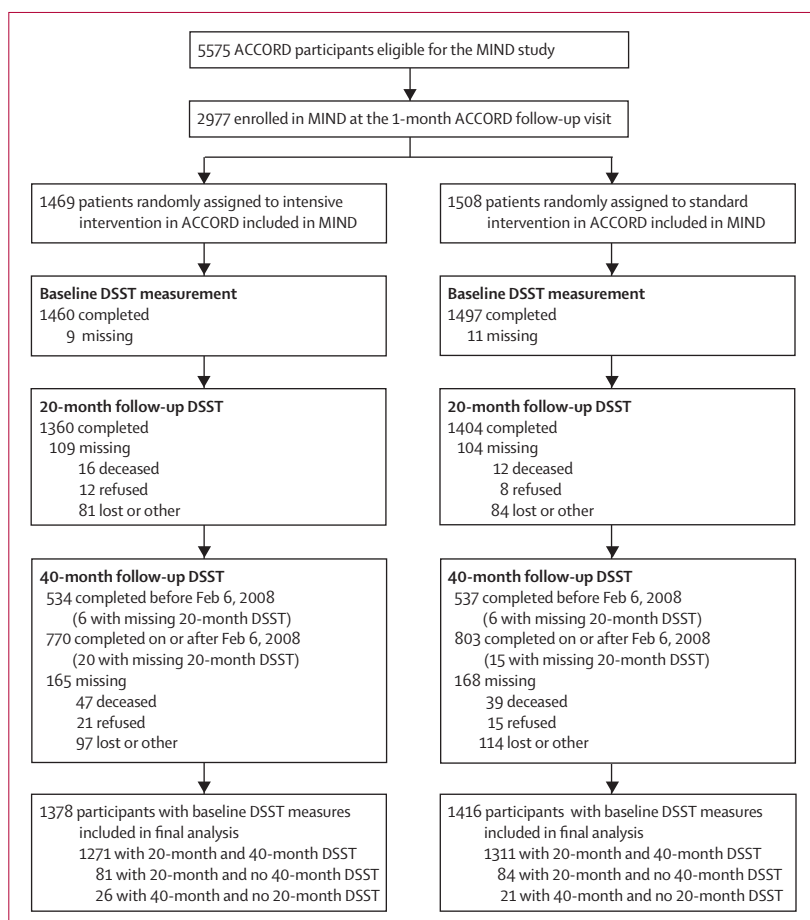 5575 ACCORD participants eligible for the MIND study
2977 enrolled in MIND at the 1-month ACCORD follow-up visit
1469 patients randomly assigned to intensive
intervention in ACCORD included in MIND
1508 patients randomly assigned to standard
intervention in ACCORD included in MIND
Baseline DSST measurement
1460 completed
9 missing
Baseline DSST measurement
1497 completed
11 missing
20-month follow-up DSST
1360 completed
109 missing
16 deceased
12 refused
81 lost or other
20-month follow-up DSST
1404 completed
104 missing
12 deceased
8 refused
84 lost or other
40-month follow-up DSST
534 completed before Feb 6, 2008
(6 with missing 20-month DSST)
770 completed on or after Feb 6, 2008
(20 with missing 20-month DSST)
165 missing
47 deceased
21 refused
97 lost or other
40-month follow-up DSST
537 completed before Feb 6, 2008
(6 with missing 20-month DSST)
803 completed on or after Feb 6, 2008
(15 with missing 20-month DSST)
168 missing
39 deceased
15 refused
114 lost or other
1378 participants with baseline DSST measures
included in final analysis
1271 with 20-month and 40-month DSST
81 with 20-month and no 40-month DSST
26 with 40-month and no 20-month DSST
1416 participants with baseline DSST measures
included in final analysis
1311 with 20-month and 40-month DSST
84 with 20-month and no 40-month DSST
21 with 40-month and no 20-month DSST